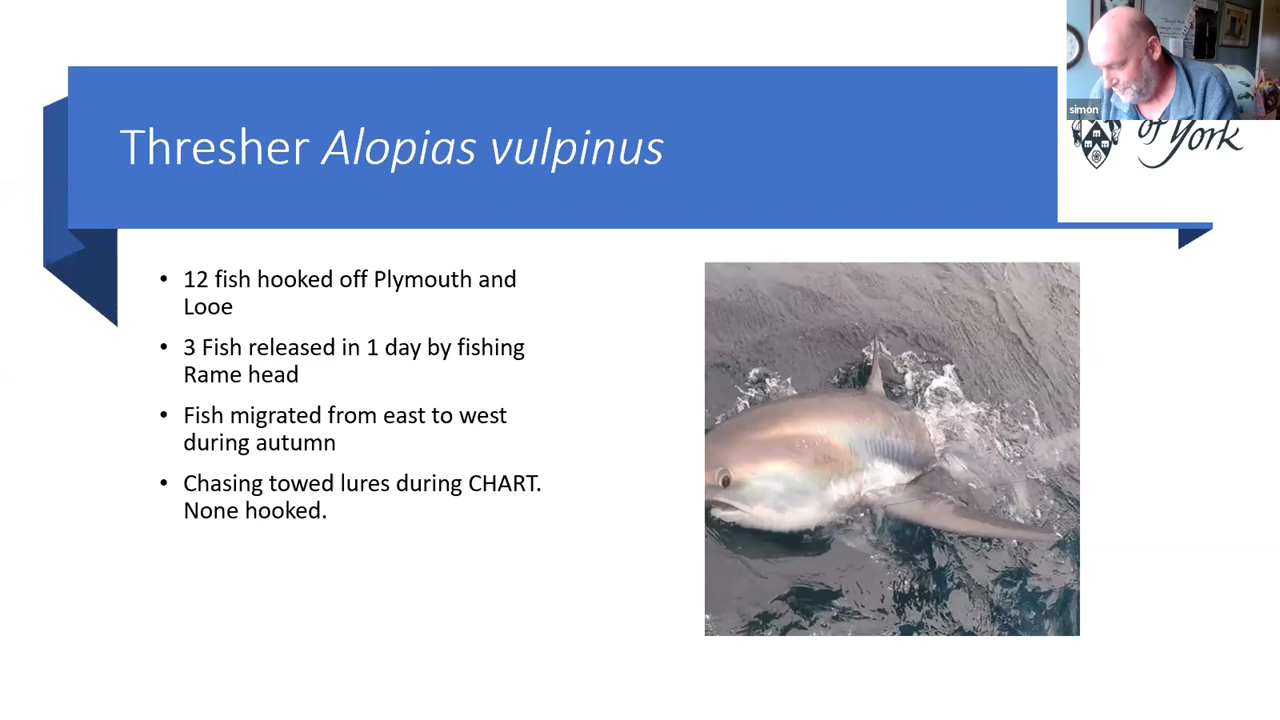 simon
of York
Thresher Alopias vulpinus
• 12 fish hooked off Plymouth and
Looe
• 3 Fish released in 1 day by fishing
Rame head
• Fish migrated from east to west
during autumn
• Chasing towed lures during CHART.
None hooked.